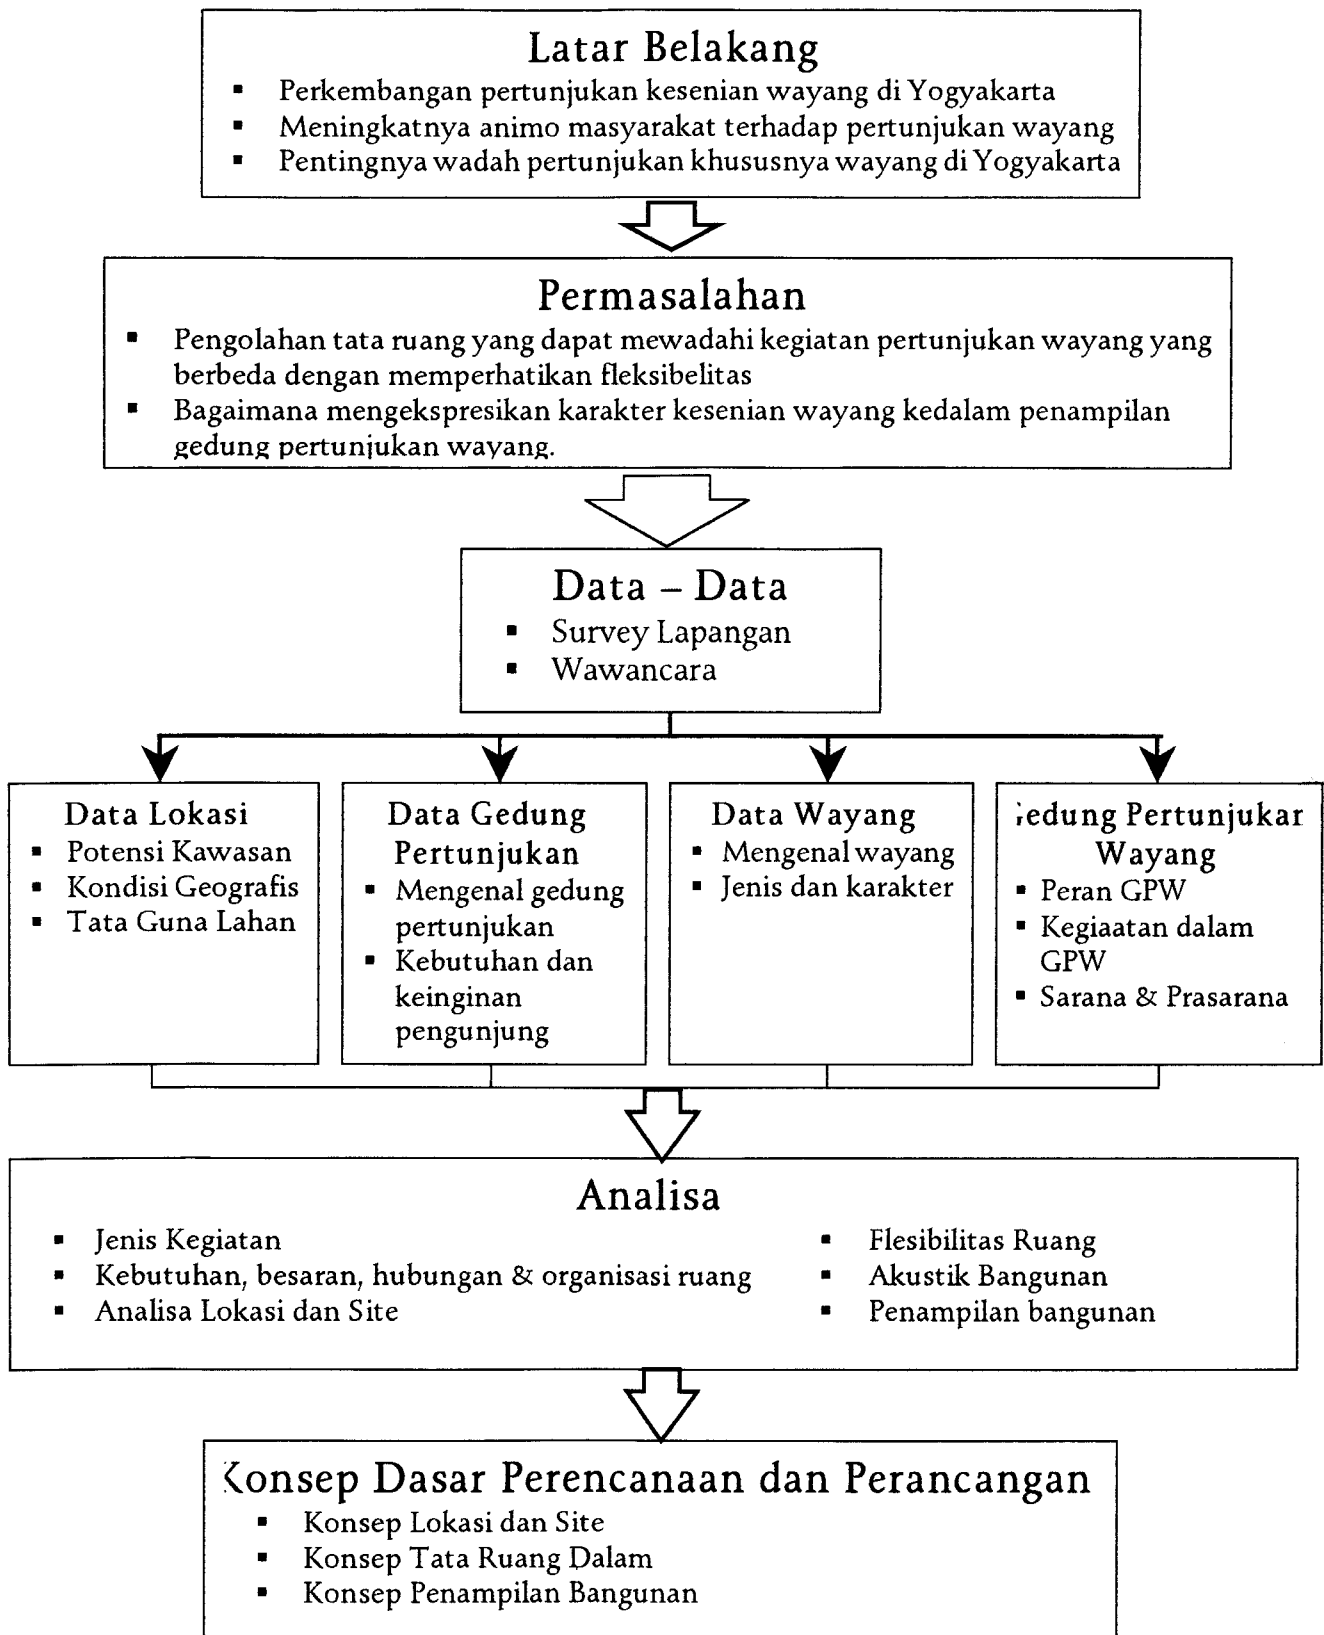 Latar Belakang
▪ Perkembangan pertunjukan kesenian wayang di Yogyakarta
▪ Meningkatnya animo masyarakat terhadap pertunjukan wayang
▪ Pentingnya wadah pertunjukan khususnya wayang di Yogyakarta
Permasalahan
▪ Pengolahan tata ruang yang dapat mewadahi kegiatan pertunjukan wayang yang
berbeda dengan memperhatikan fleksibelitas
▪ Bagaimana mengekspresikan karakter kesenian wayang kedalam penampilan
gedung pertunjukan wayang.
Data – Data
▪ Survey Lapangan
▪ Wawancara
Data Lokasi
▪ Potensi Kawasan
▪ Kondisi Geografis
▪ Tata Guna Lahan
Data Gedung
Pertunjukan
▪ Mengenal gedung
pertunjukan
▪ Kebutuhan dan
keinginan
pengunjung
Data Wayang
▪ Mengenal wayang
▪ Jenis dan karakter
edung Pertunjukar
Wayang
▪ Peran GPW
▪ Kegiaatan dalam
GPW
▪ Sarana & Prasarana
Analisa
▪ Jenis Kegiatan
▪ Kebutuhan, besaran, hubungan & organisasi ruang
▪ Analisa Lokasi dan Site
▪ Flesibilitas Ruang
▪ Akustik Bangunan
▪ Penampilan bangunan
Konsep Dasar Perencanaan dan Perancangan
▪ Konsep Lokasi dan Site
▪ Konsep Tata Ruang Dalam
▪ Konsep Penampilan Bangunan